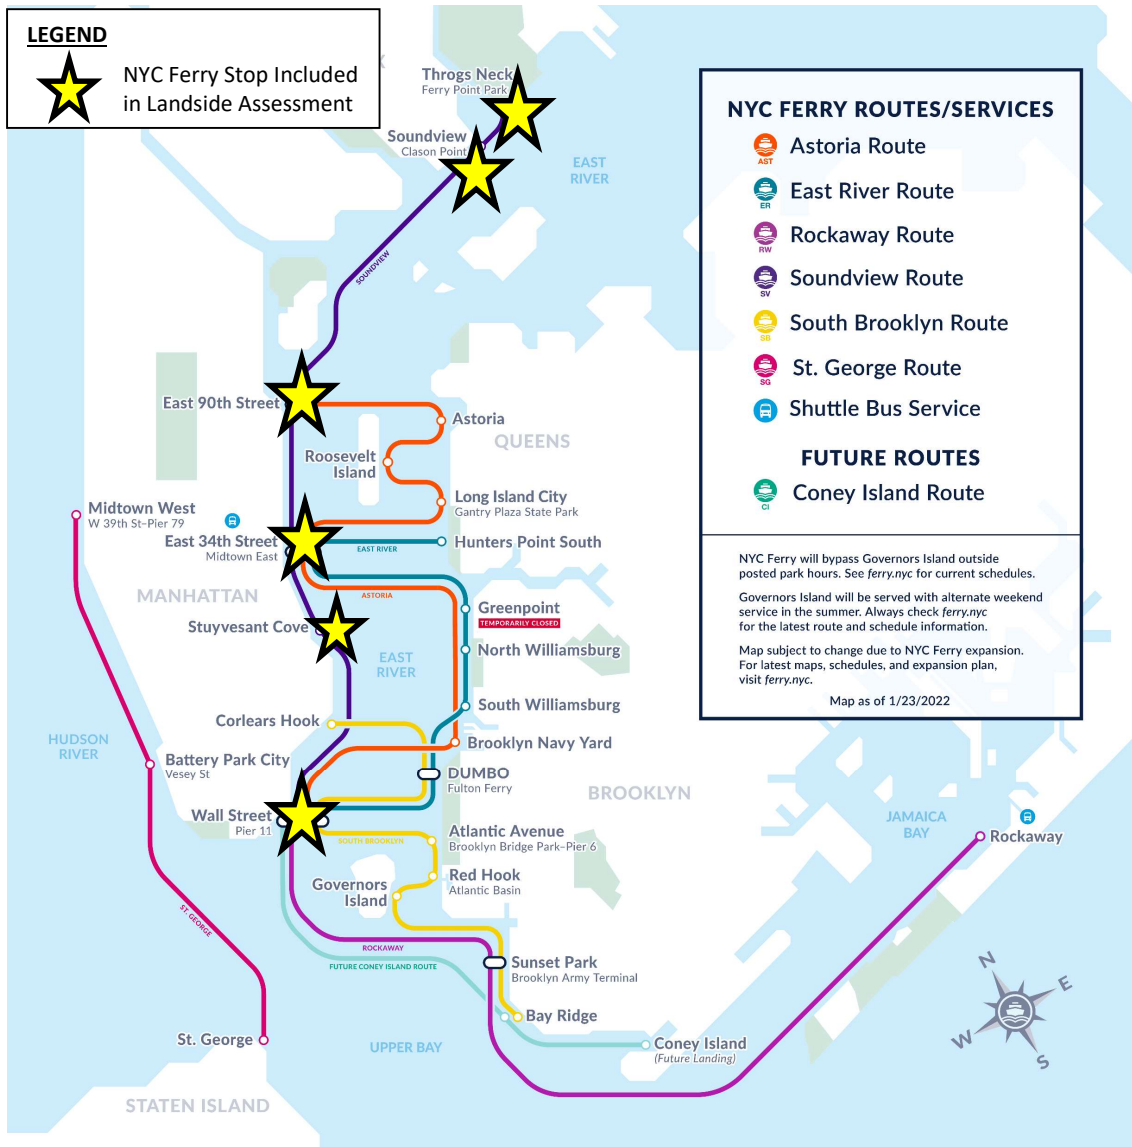 LEGEND
NYC Ferry Stop Included
in Landside Assessment
X
Throgs Neck
Ferry Point Park
Soundview
Clason Point
EAST
RIVER
SOUNDVIEW
East 90th Street
Astoria
QUEENS
Roosevelt
Island
Long Island City
Gantry Plaza State Park
Midtown West
W 39th St–Pier 79
East 34th Street
Midtown East
EAST RIVER
Hunters Point South
MANHATTAN
ASTORIA
Greenpoint
TEMPORARILY CLOSED
Stuyvesant Cove
EAST
RIVER
North Williamsburg
South Williamsburg
Corlears Hook
Brooklyn Navy Yard
HUDSON
RIVER
Battery Park City
Vesey St
DUMBO
Fulton Ferry
BROOKLYN
Wall Street
Pier 11
SOUTH BROOKLYN
Atlantic Avenue
Brooklyn Bridge Park–Pier 6
JAMAICA
BAY
Rockaway
Red Hook
Atlantic Basin
Governors
Island
ST. GEORGE
ROCKAWAY
FUTURE CONEY ISLAND ROUTE
Sunset Park
Brooklyn Army Terminal
Bay Ridge
St. George
UPPER BAY
Coney Island
(Future Landing)
STATEN ISLAND
N
E
W
S
NYC FERRY ROUTES/SERVICES
AST
Astoria Route
ER
East River Route
RW
Rockaway Route
SV
Soundview Route
SB
South Brooklyn Route
SG
St. George Route
Shuttle Bus Service
FUTURE ROUTES
CI
Coney Island Route
NYC Ferry will bypass Governors Island outside
posted park hours. See ferry.nyc for current schedules.
Governors Island will be served with alternate weekend
service in the summer. Always check ferry.nyc
for the latest route and schedule information.
Map subject to change due to NYC Ferry expansion.
For latest maps, schedules, and expansion plan,
visit ferry.nyc.
Map as of 1/23/2022